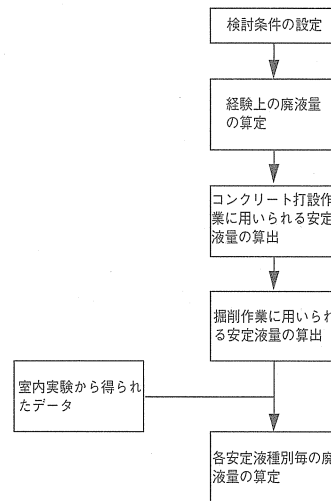 検討条件の設定
経験上の廃液量
の算定
コンクリート打設作
業に用いられる安定
液量の算出
掘削作業に用いられ
る安定液量の算出
室内実験から得られ
たデータ
各安定液種別毎の廃
液量の算定